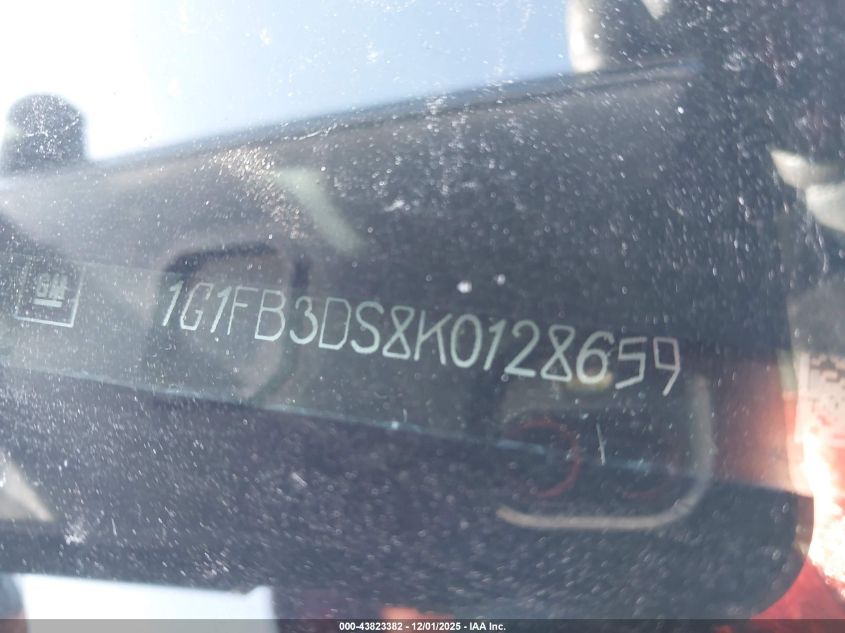 GM
1G1FB3DS8K0128659
000-43823382 - 12/01/2025 - IAA Inc.